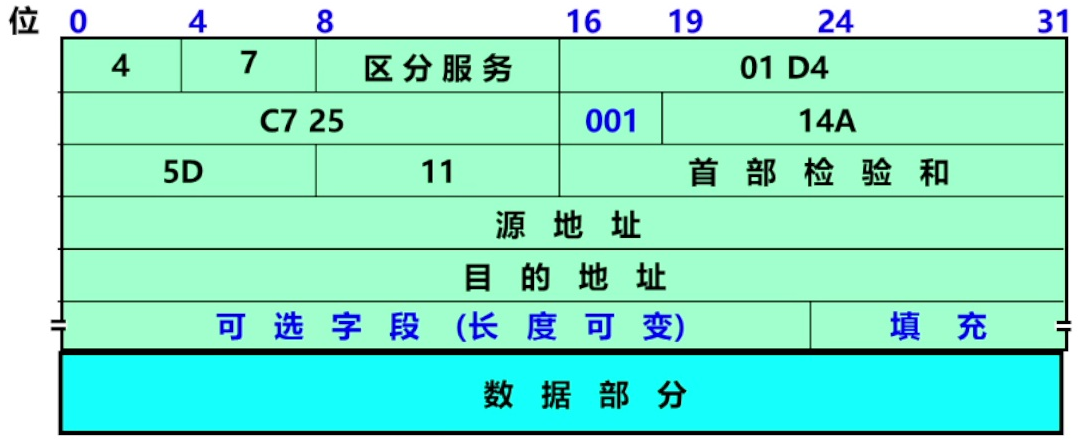 位 0 4 8 16 19 24 31
4 7 区分服务 01 D4
C7 25 001 14A
5D 11 首部检验和
源地址
目的地址
可选字段 (长度可变) 填充
数据部分